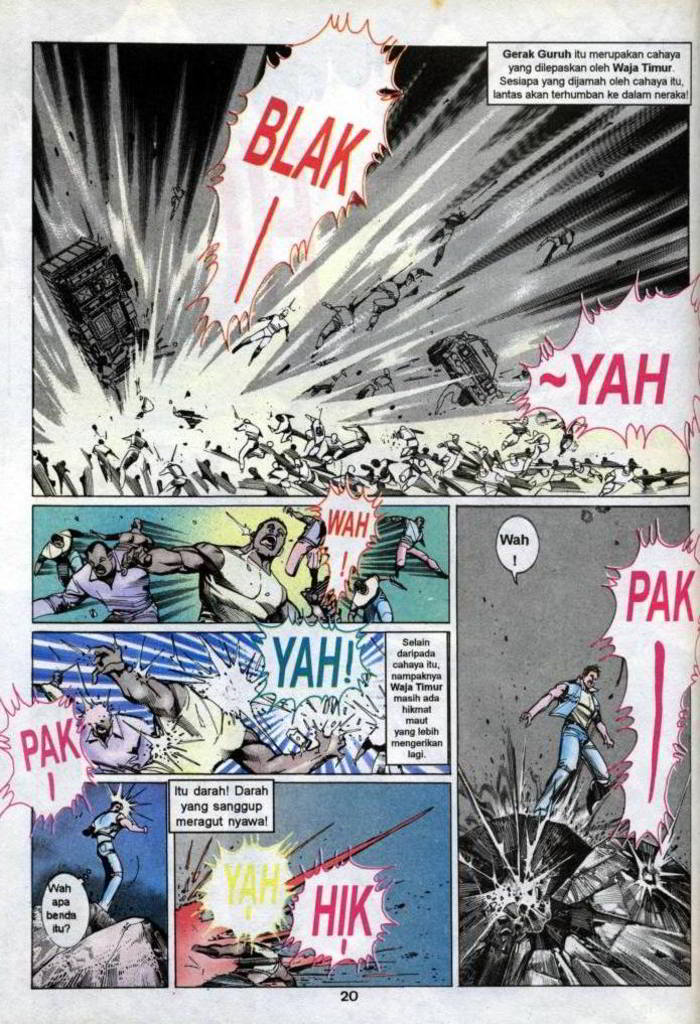 Gerak Guruh itu merupakan cahaya
yang dilepaskan oleh Waja Timur.
Sesiapa yang dijamah oleh cahaya itu,
lantas akan terhumban ke dalam neraka!
BLAK
!
~YAH
WAH
!
Wah
!
PAK
!
YAH!
Selain
daripada
cahaya itu,
nampaknya
Waja Timur
masih ada
hikmat
maut
yang lebih
mengerikan
lagi.
PAK
!
Itu darah! Darah
yang sanggup
meragut nyawa!
Wah
apa
benda
itu?
YAH
!
HIK
!
20